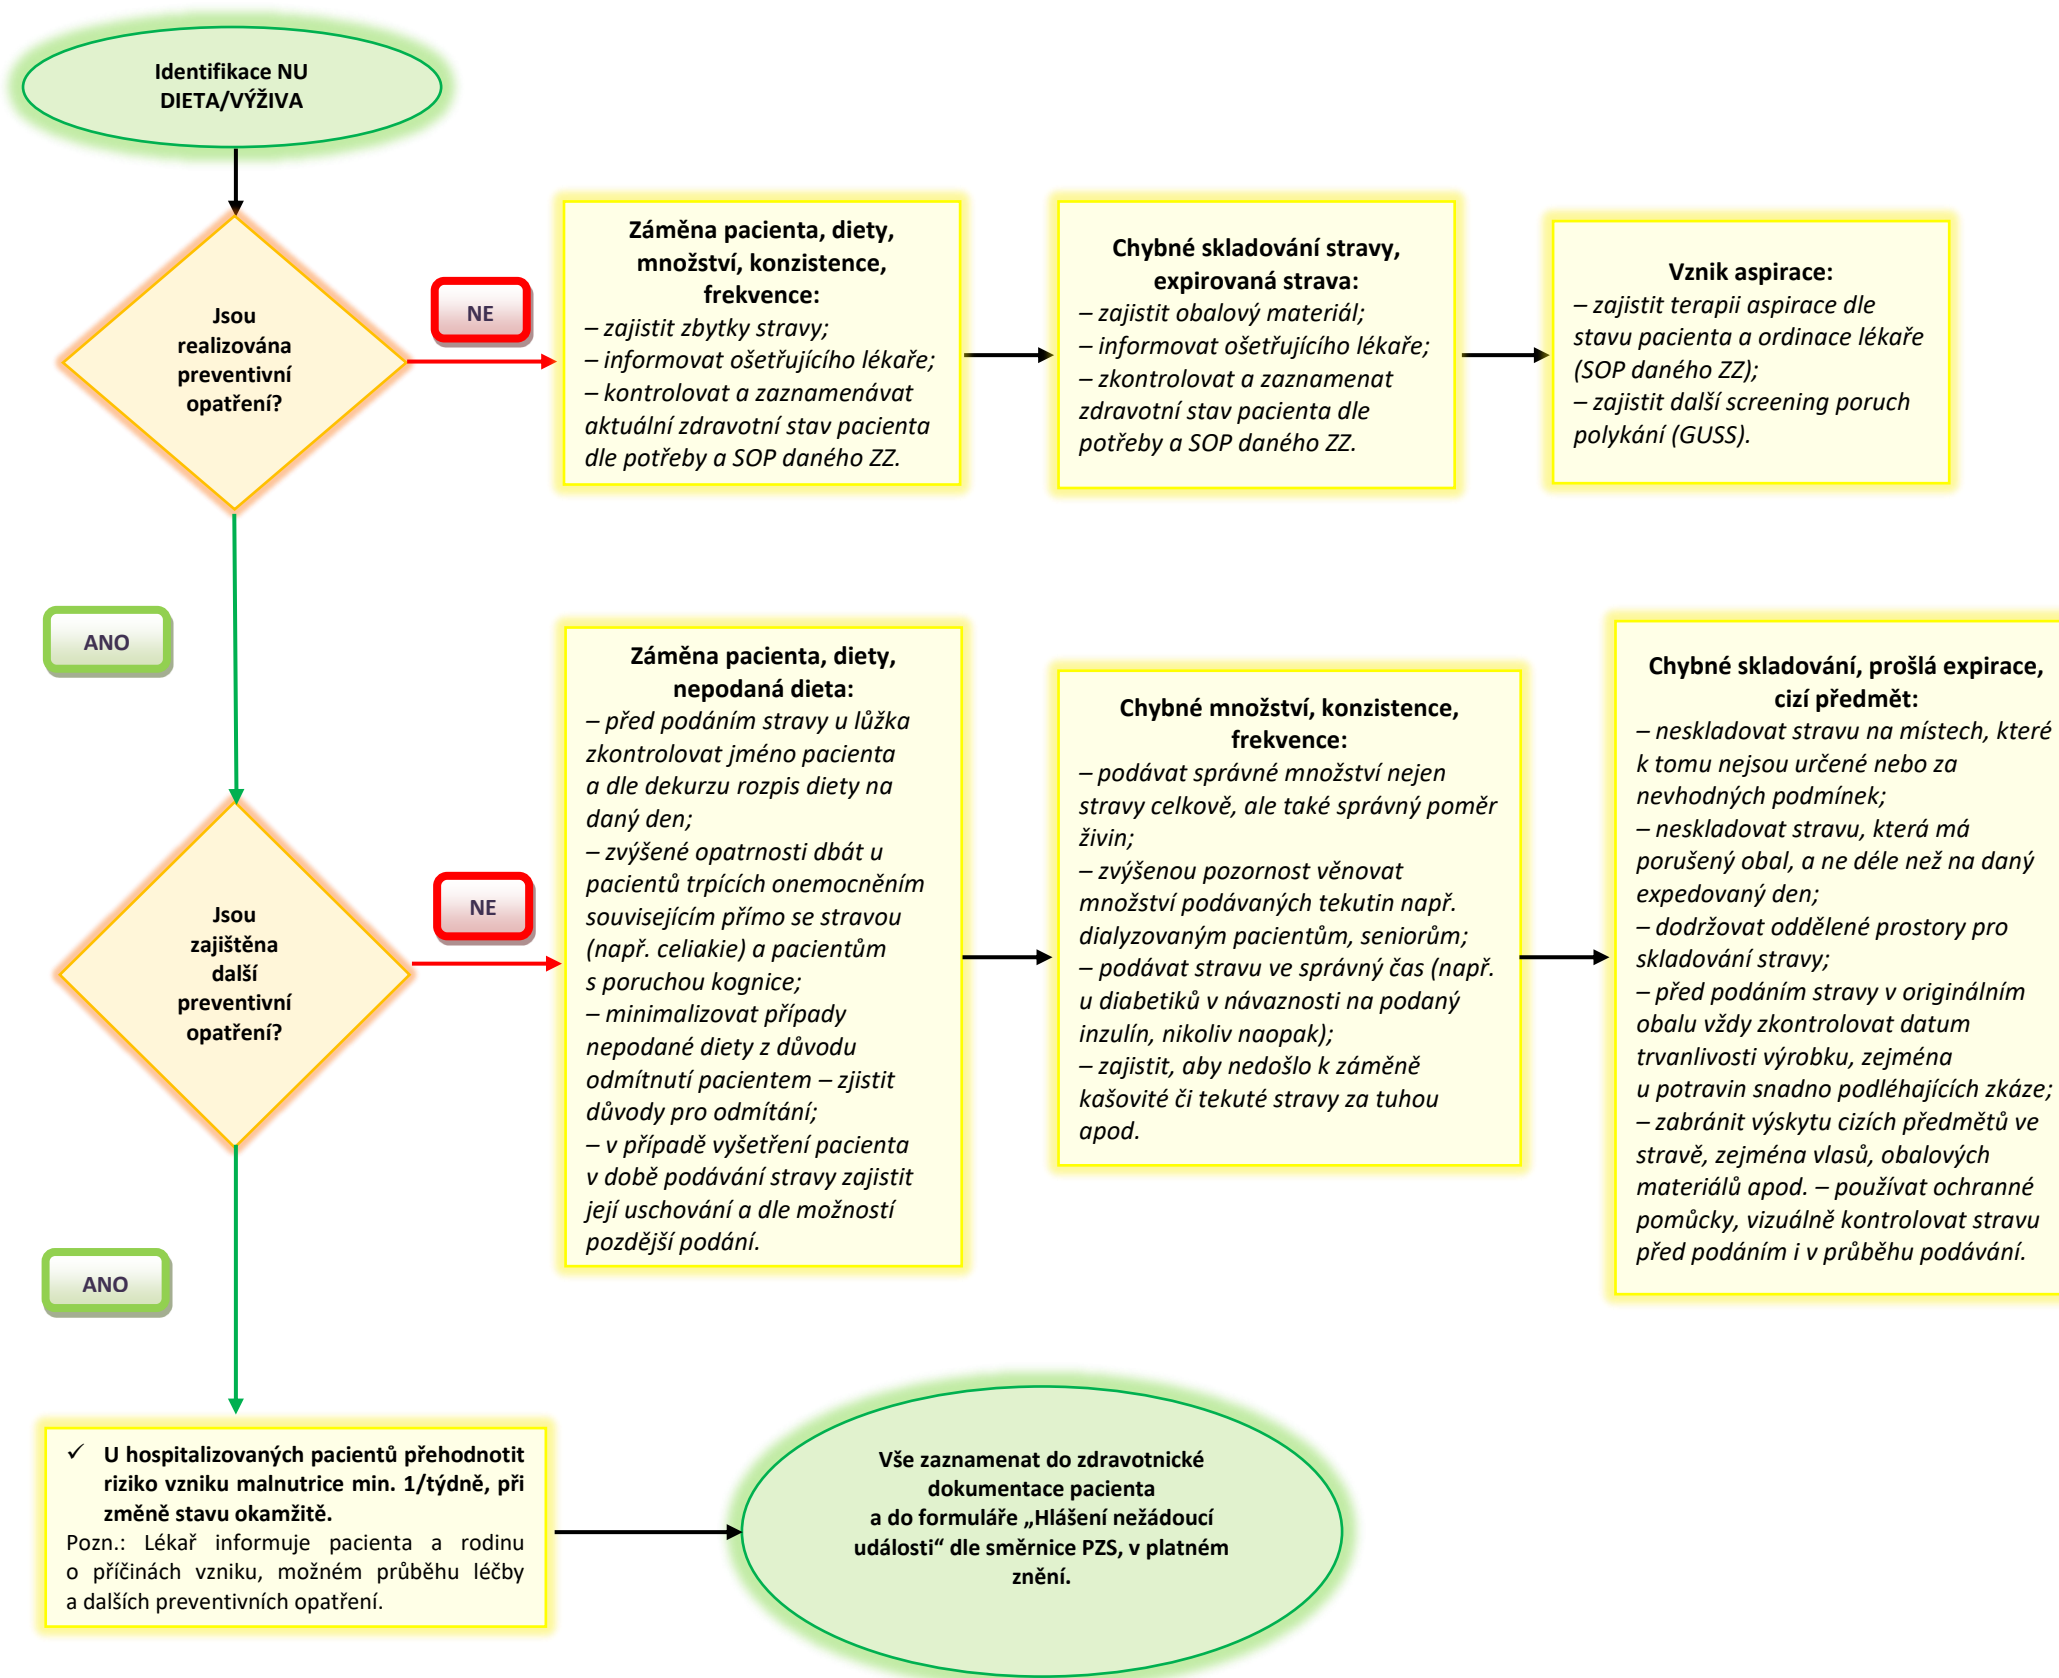 Identifikace NU
DIETA/VÝŽIVA
Jsou
realizována
preventivní
opatření?
NE
Záměna pacienta, diety,
množství, konzistence,
frekvence:
– zajistit zbytky stravy;
– informovat ošetřujícího lékaře;
– kontrolovat a zaznamenávat
aktuální zdravotní stav pacienta
dle potřeby a SOP daného ZZ.
Chybné skladování stravy,
expirovaná strava:
– zajistit obalový materiál;
– informovat ošetřujícího lékaře;
– zkontrolovat a zaznamenat
zdravotní stav pacienta dle
potřeby a SOP daného ZZ.
Vznik aspirace:
– zajistit terapii aspirace dle
stavu pacienta a ordinace lékaře
(SOP daného ZZ);
– zajistit další screening poruch
polykání (GUSS).
ANO
Jsou
zajištěna
další
preventivní
opatření?
NE
Záměna pacienta, diety,
nepodaná dieta:
– před podáním stravy u lůžka
zkontrolovat jméno pacienta
a dle dekurzu rozpis diety na
daný den;
– zvýšené opatrnosti dbát u
pacientů trpících onemocněním
souvisejícím přímo se stravou
(např. celiakie) a pacientům
s poruchou kognice;
– minimalizovat případy
nepodané diety z důvodu
odmítnutí pacientem – zjistit
důvody pro odmítání;
– v případě vyšetření pacienta
v době podávání stravy zajistit
její uschování a dle možností
pozdější podání.
Chybné množství, konzistence,
frekvence:
– podávat správné množství nejen
stravy celkově, ale také správný poměr
živin;
– zvýšenou pozornost věnovat
množství podávaných tekutin např.
dialyzovaným pacientům, seniorům;
– podávat stravu ve správný čas (např.
u diabetiků v návaznosti na podaný
inzulín, nikoliv naopak);
– zajistit, aby nedošlo k záměně
kašovité či tekuté stravy za tuhou
apod.
Chybné skladování, prošlá expirace,
cizí předmět:
– neskladovat stravu na místech, které
k tomu nejsou určené nebo za
nevhodných podmínek;
– neskladovat stravu, která má
porušený obal, a ne déle než na daný
expedovaný den;
– dodržovat oddělené prostory pro
skladování stravy;
– před podáním stravy v originálním
obalu vždy zkontrolovat datum
trvanlivosti výrobku, zejména
u potravin snadno podléhajících zkáze;
– zabránit výskytu cizích předmětů ve
stravě, zejména vlasů, obalových
materiálů apod. – používat ochranné
pomůcky, vizuálně kontrolovat stravu
před podáním i v průběhu podávání.
ANO
✓ U hospitalizovaných pacientů přehodnotit
riziko vzniku malnutrice min. 1/týdně, při
změně stavu okamžitě.
Pozn.: Lékař informuje pacienta a rodinu
o příčinách vzniku, možném průběhu léčby
a dalších preventivních opatření.
Vše zaznamenat do zdravotnické
dokumentace pacienta
a do formuláře „Hlášení nežádoucí
události“ dle směrnice PZS, v platném
znění.